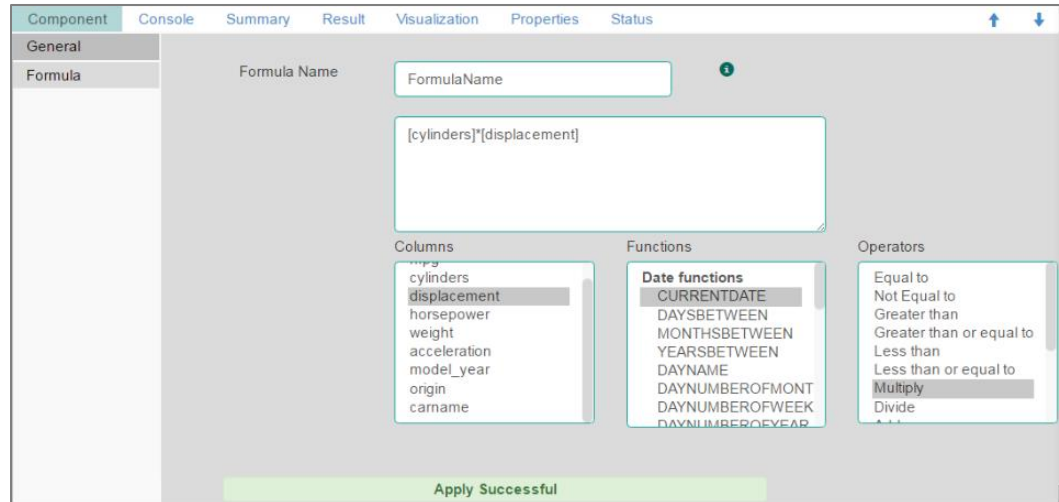 Component Console Summary Result Visualization Properties Status
General
Formula
Formula Name
FormulaName
[cylinders]*[displacement]
Columns
mpg
cylinders
displacement
horsepower
weight
acceleration
model_year
origin
carname
Functions
Date functions
CURRENTDATE
DAYSBETWEEN
MONTHSBETWEEN
YEARSBETWEEN
DAYNAME
DAYNUMBEROFMONT
DAYNUMBEROFWEEK
DAYNUMBEROFYEAR
Operators
Equal to
Not Equal to
Greater than
Greater than or equal to
Less than
Less than or equal to
Multiply
Divide
Apply Successful